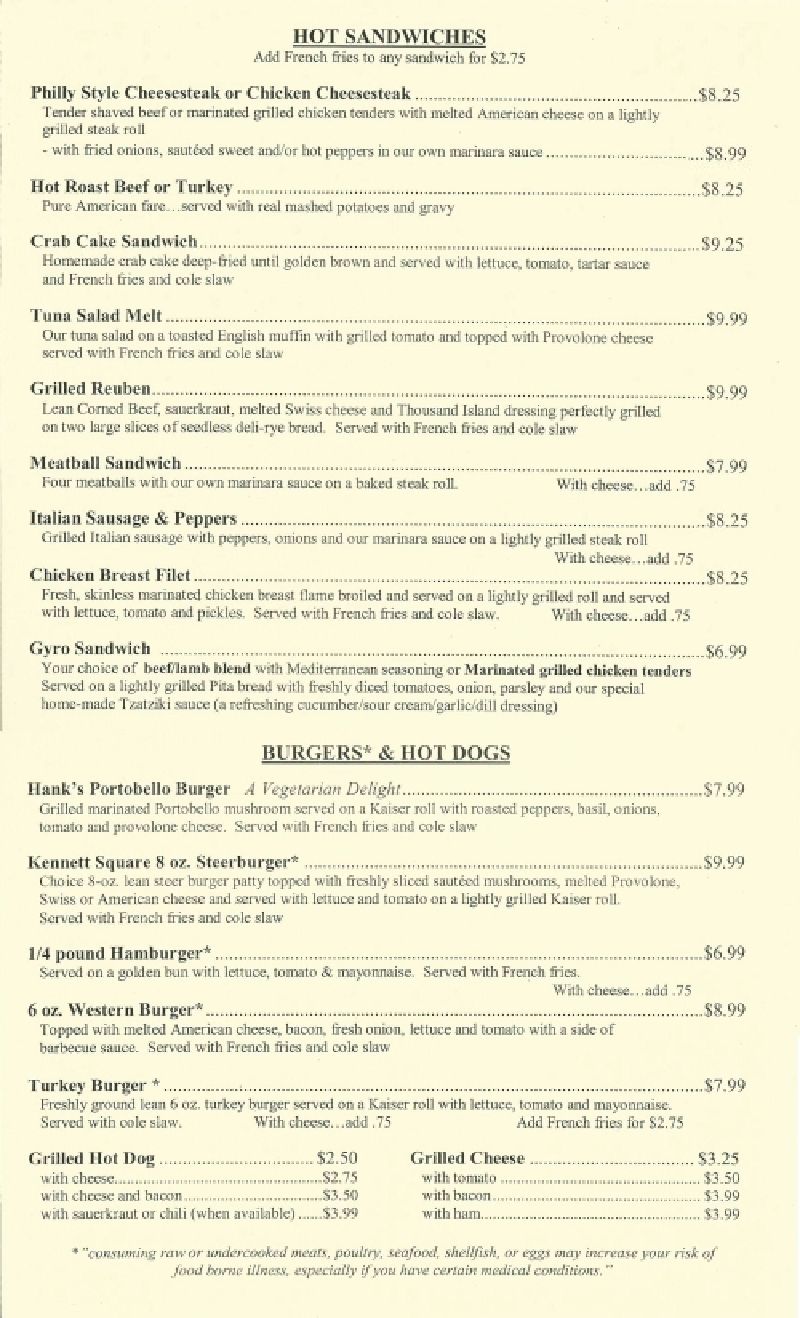 HOT SANDWICHES
Add French fries to any sandwich for $2.75
Philly Style Cheesesteak or Chicken Cheesesteak ........ $8.25
Tender shaved beef or marinated grilled chicken tenders with melted American cheese on a lightly
grilled steak roll
- with fried onions, sautéed sweet and/or hot peppers in our own marinara sauce ........ $8.99
Hot Roast Beef or Turkey ........ $8.25
Pure American fare....served with real mashed potatoes and gravy
Crab Cake Sandwich ........ $9.25
Homemade crab cake deep-fried until golden brown and served with lettuce, tomato, tartar sauce
and French fries and cole slaw
Tuna Salad Melt ........ $9.99
Our tuna salad on a toasted English muffin with grilled tomato and topped with Provolone cheese
served with French fries and cole slaw
Grilled Reuben ........ $9.99
Lean Corned Beef, sauerkraut, melted Swiss cheese and Thousand Island dressing perfectly grilled
on two large slices of seedless deli-rye bread. Served with French fries and cole slaw
Meatball Sandwich ........ $7.99
Four meatballs with our own marinara sauce on a baked steak roll. With cheese...add .75
Italian Sausage & Peppers ........ $8.25
Grilled Italian sausage with peppers, onions and our marinara sauce on a lightly grilled steak roll
With cheese...add .75
Chicken Breast Filet ........ $8.25
Fresh, skinless marinated chicken breast flame broiled and served on a lightly grilled roll and served
with lettuce, tomato and pickles. Served with French fries and cole slaw. With cheese...add .75
Gyro Sandwich ........ $6.99
Your choice of beef/lamb blend with Mediterranean seasoning or Marinated grilled chicken tenders
Served on a lightly grilled Pita bread with freshly diced tomatoes, onion, parsley and our special
home-made Tzatziki sauce (a refreshing cucumber/sour cream/garlic/dill dressing)
BURGERS* & HOT DOGS
Hank's Portobello Burger A Vegetarian Delight ........ $7.99
Grilled marinated Portobello mushroom served on a Kaiser roll with roasted peppers, basil, onions,
tomato and provolone cheese. Served with French fries and cole slaw
Kennett Square 8 oz. Steerburger* ........ $9.99
Choice 8-oz. lean steer burger patty topped with freshly sliced sautéed mushrooms, melted Provolone,
Swiss or American cheese and served with lettuce and tomato on a lightly grilled Kaiser roll.
Served with French fries and cole slaw
1/4 pound Hamburger* ........ $6.99
Served on a golden bun with lettuce, tomato & mayonnaise. Served with French fries.
With cheese...add .75
6 oz. Western Burger* ........ $8.99
Topped with melted American cheese, bacon, fresh onion, lettuce and tomato with a side of
barbecue sauce. Served with French fries and cole slaw
Turkey Burger * ........ $7.99
Freshly ground lean 6 oz. turkey burger served on a Kaiser roll with lettuce, tomato and mayonnaise.
Served with cole slaw. With cheese...add .75 Add French fries for $2.75
Grilled Hot Dog ........ $2.50
with cheese ........ $2.75
with cheese and bacon ........ $3.50
with sauerkraut or chili (when available) ...... $3.99
Grilled Cheese ........ $3.25
with tomato ........ $3.50
with bacon ........ $3.99
with ham ........ $3.99
* "consuming raw or undercooked meats, poultry, seafood, shellfish, or eggs may increase your risk of
food borne illness, especially if you have certain medical conditions."